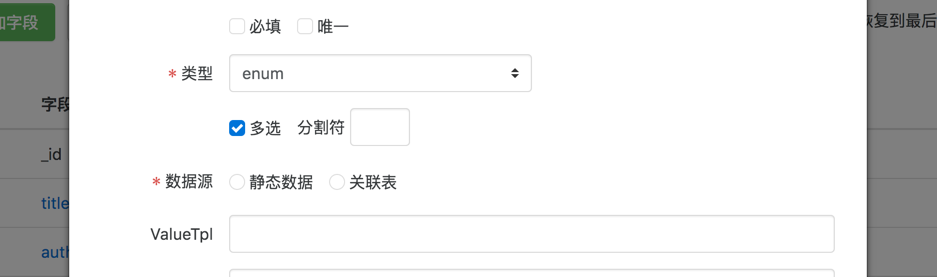 加字段
必填 唯一
恢复到最后
* 类型 enum
字段
多选 分割符
_id
* 数据源 静态数据 关联表
title
ValueTpl
auth